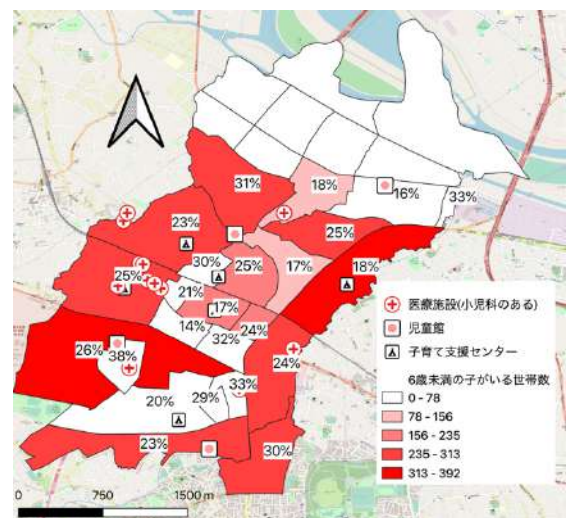 31%
18%
16%
33%
23%
25%
30%
25%
17%
18%
25%
21%
17%
14%
24%
32%
26%
38%
24%
33%
20%
29%
23%
30%
医療施設(小児科のある)
児童館
子育て支援センター
6歳未満の子がいる世帯数
0 - 78
78 - 156
156 - 235
235 - 313
313 - 392
0 750 1500 m